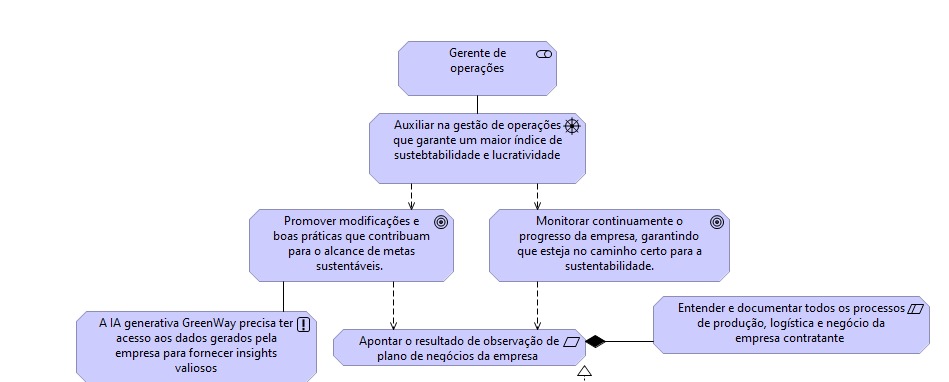 Gerente de
operações
Auxiliar na gestão de operações
que garante um maior índice de
sustebtabilidade e lucratividade
Promover modificações e
boas práticas que contribuam
para o alcance de metas
sustentáveis.
Monitorar continuamente o
progresso da empresa, garantindo
que esteja no caminho certo para a
sustentabilidade.
A IA generativa GreenWay precisa ter
acesso aos dados gerados pela
empresa para fornecer insights
valiosos
Apontar o resultado de observação de
plano de negócios da empresa
Entender e documentar todos os processos
de produção, logística e negócio da
empresa contratante